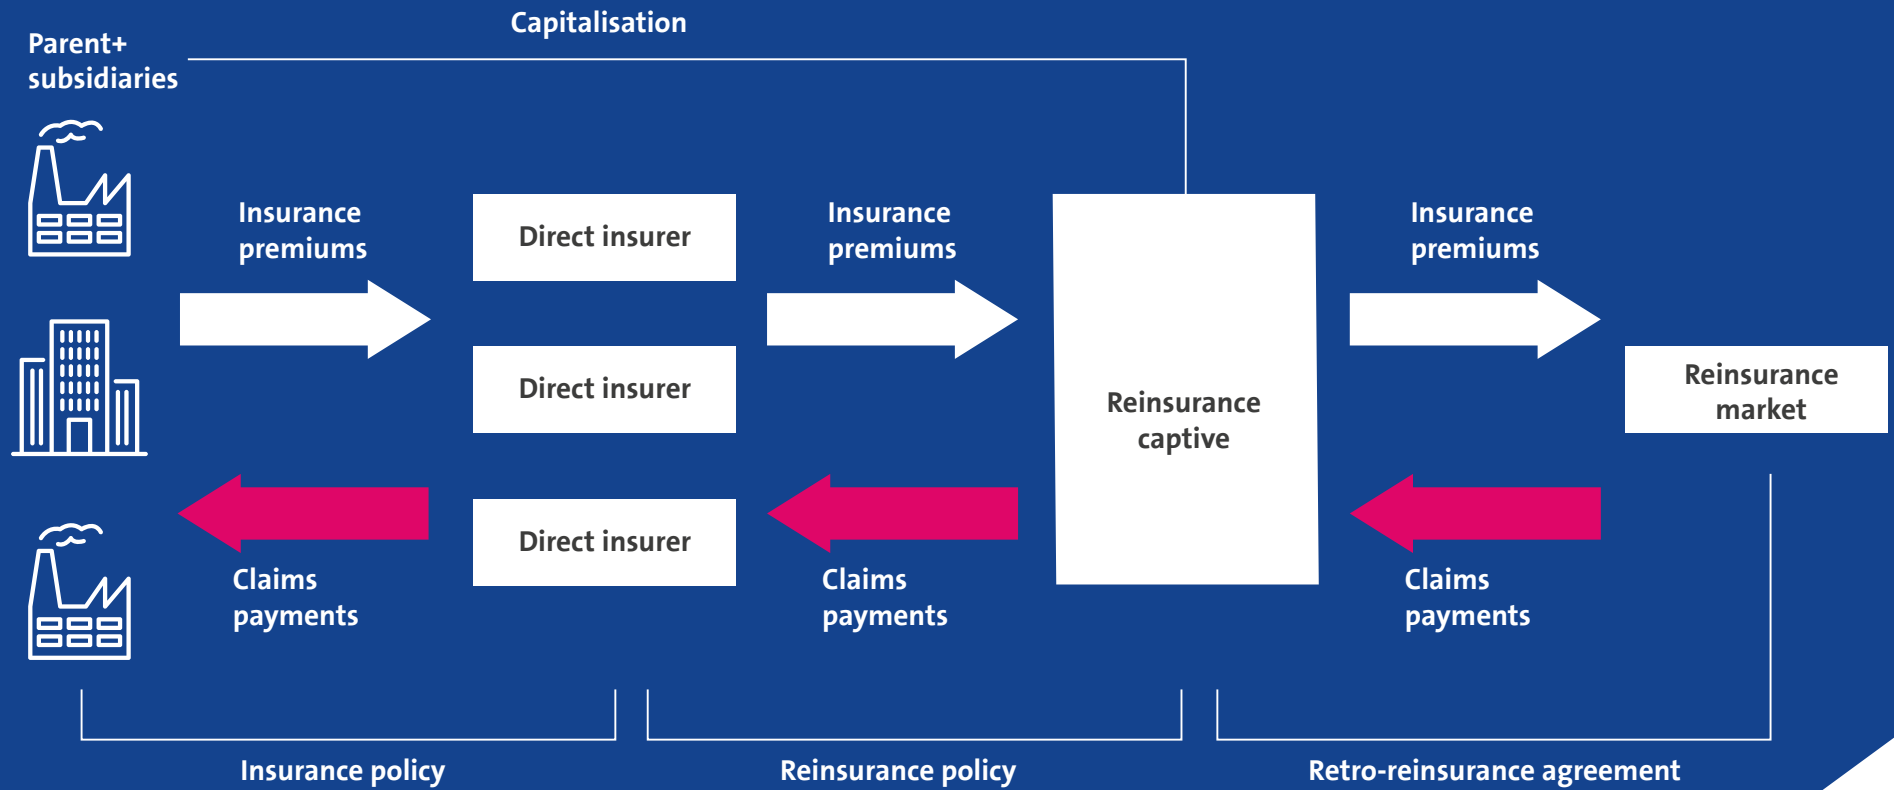 Capitalisation
Parent+
subsidiaries
Insurance
premiums
Direct insurer
Insurance
premiums
Insurance
premiums
Direct insurer
Reinsurance
captive
Reinsurance
market
Direct insurer
Claims
payments
Claims
payments
Claims
payments
Insurance policy
Reinsurance policy
Retro-reinsurance agreement